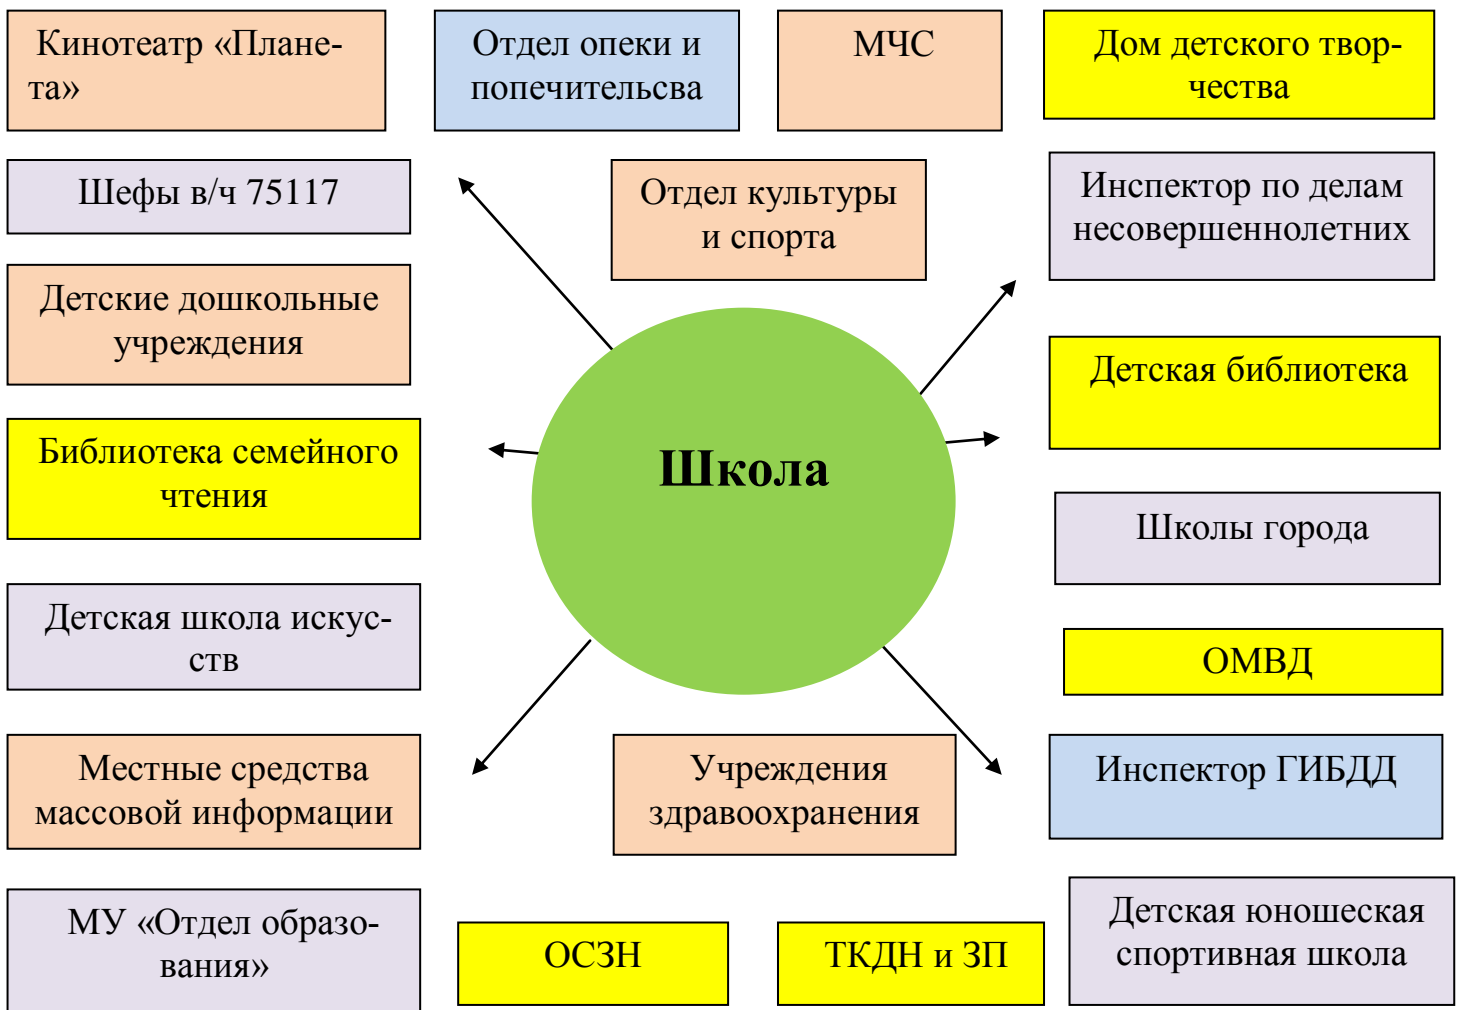 Кинотеатр «Плане-
та»
Отдел опеки и
попечительсва
МЧС
Дом детского твор-
чества
Шефы в/ч 75117
Отдел культуры
и спорта
Инспектор по делам
несовершеннолетних
Детские дошкольные
учреждения
Детская библиотека
Библиотека семейного
чтения
Школа
Школы города
Детская школа искус-
ств
ОМВД
Местные средства
массовой информации
Учреждения
здравоохранения
Инспектор ГИБДД
МУ «Отдел образо-
вания»
ОСЗН
ТКДН и ЗП
Детская юношеская
спортивная школа